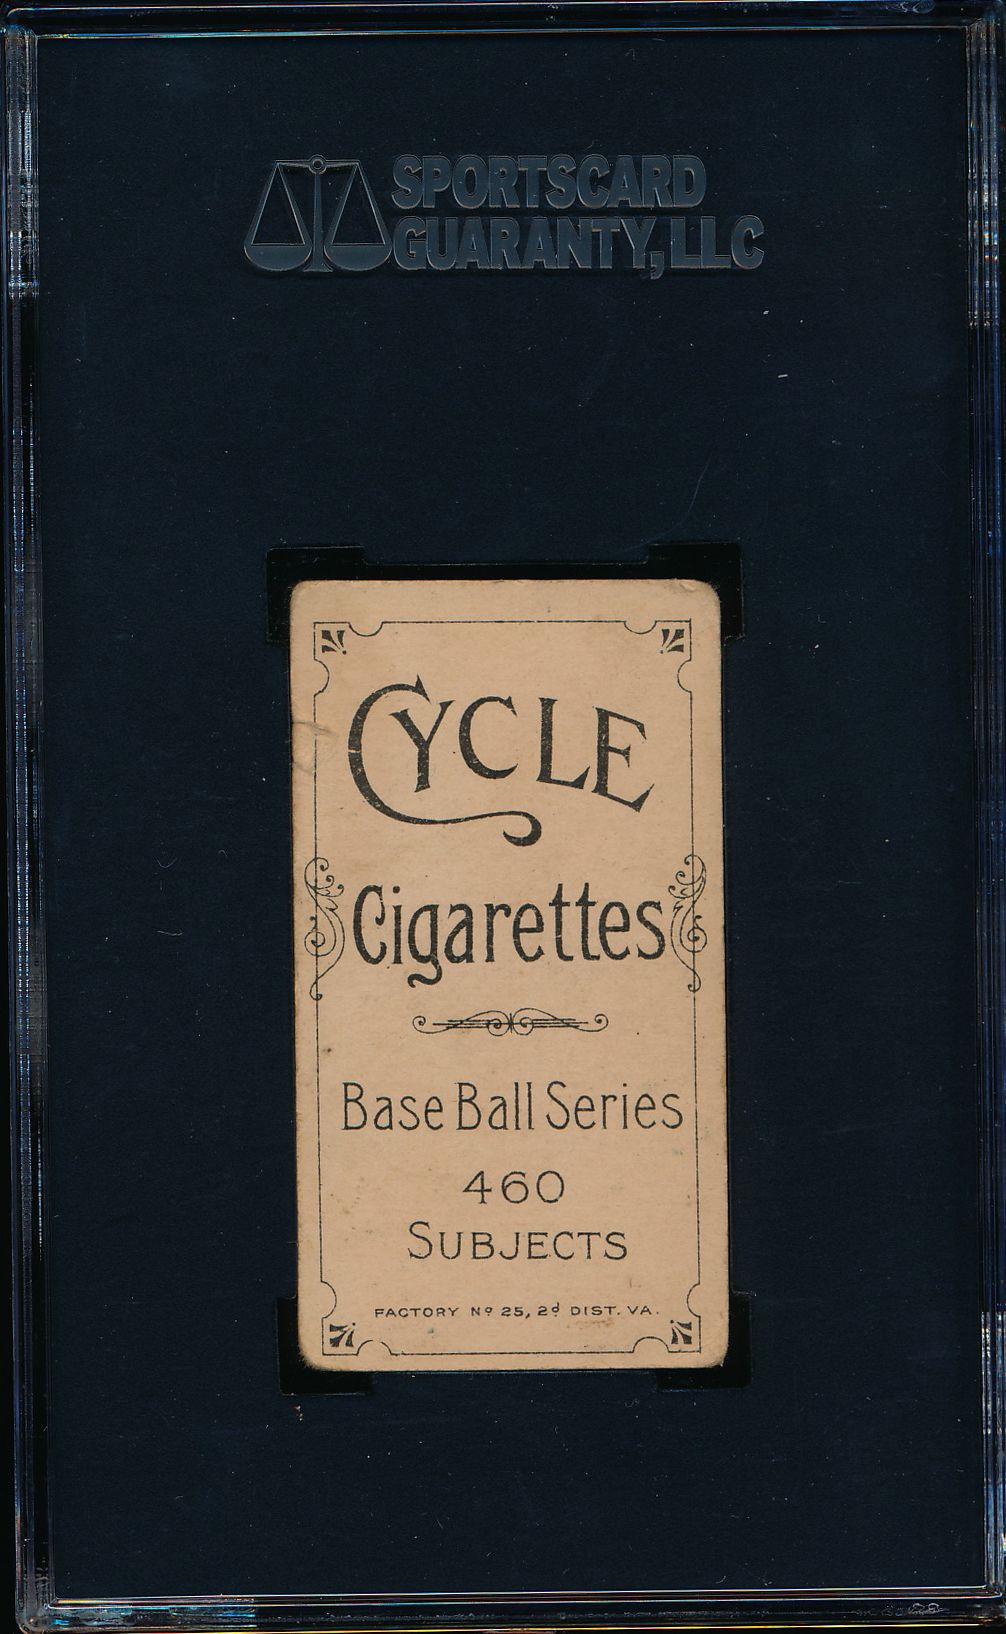 SPORTSCARD
GUARANTY, LLC
CYCLE
Cigarettes
Base Ball Series
460
SUBJECTS
FACTORY Nº 25, 2ᵈ DIST. VA.